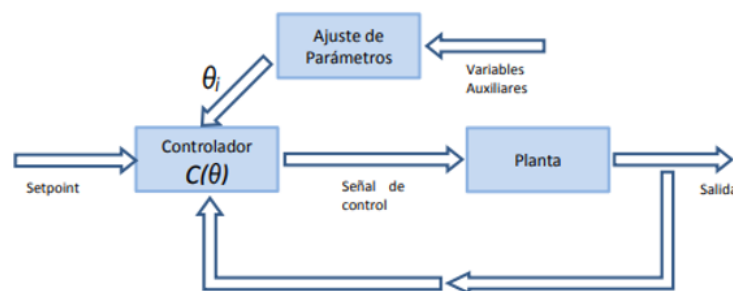 Ajuste de
Parámetros
Variables
Auxiliares
θi
Controlador
C(θ)
Setpoint
Señal de
control
Planta
Salida